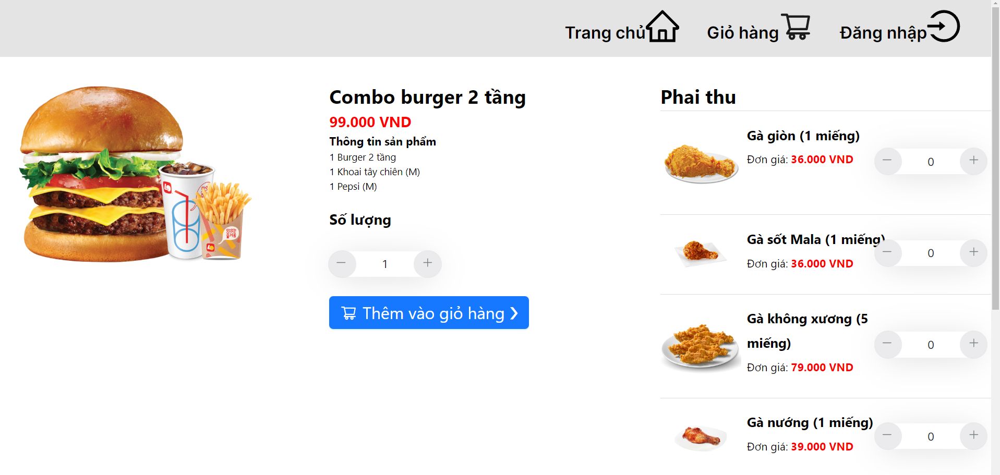 Trang chủ
Giỏ hàng
Đăng nhập
Combo burger 2 tầng
99.000 VND
Thông tin sản phẩm
1 Burger 2 tầng
1 Khoai tây chiên (M)
1 Pepsi (M)
Số lượng
1
Thêm vào giỏ hàng
Phai thu
Gà giòn (1 miếng)
Đơn giá: 36.000 VND
0
Gà sốt Mala (1 miếng)
Đơn giá: 36.000 VND
0
Gà không xương (5
miếng)
Đơn giá: 79.000 VND
0
Gà nướng (1 miếng)
Đơn giá: 39.000 VND
0